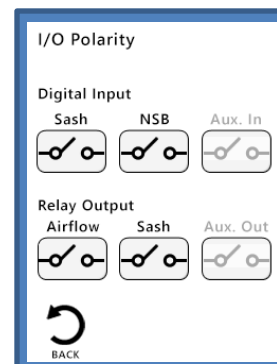 I/O Polarity
Digital Input
Sash NSB Aux. In
Relay Output
Airflow Sash Aux. Out
BACK